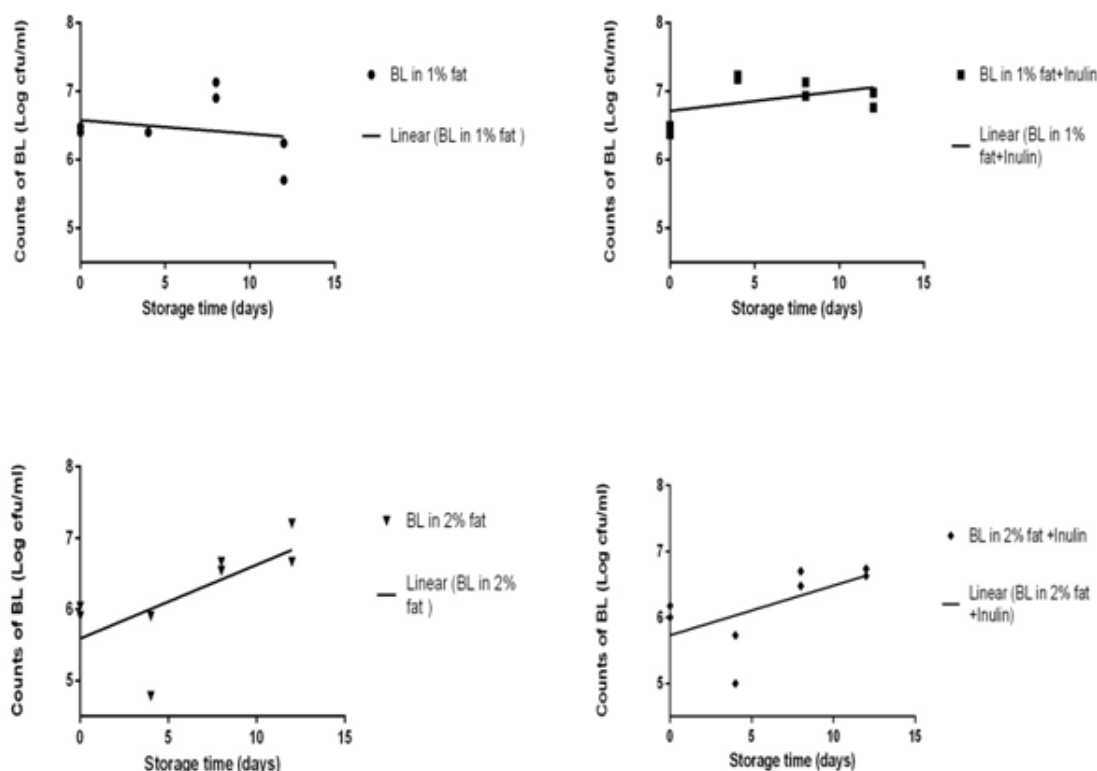 Counts of BL (Log cfu/ml)
8
7
6
5
0 5 10 15
Storage time (days)
BL in 1% fat
Linear (BL in 1% fat )
Counts of BL (Log cfu/ml)
8
7
6
5
0 5 10 15
Storage time (days)
BL in 1% fat+Inulin
Linear (BL in 1%
fat+Inulin)
Counts of BL (Log cfu/ml)
8
7
6
5
0 5 10 15
Storage time (days)
BL in 2% fat
Linear (BL in 2%
fat )
Counts of BL (Log cfu/ml)
8
7
6
5
0 5 10 15
Storage time (days)
BL in 2% fat +Inulin
Linear (BL in 2% fat
+Inulin)